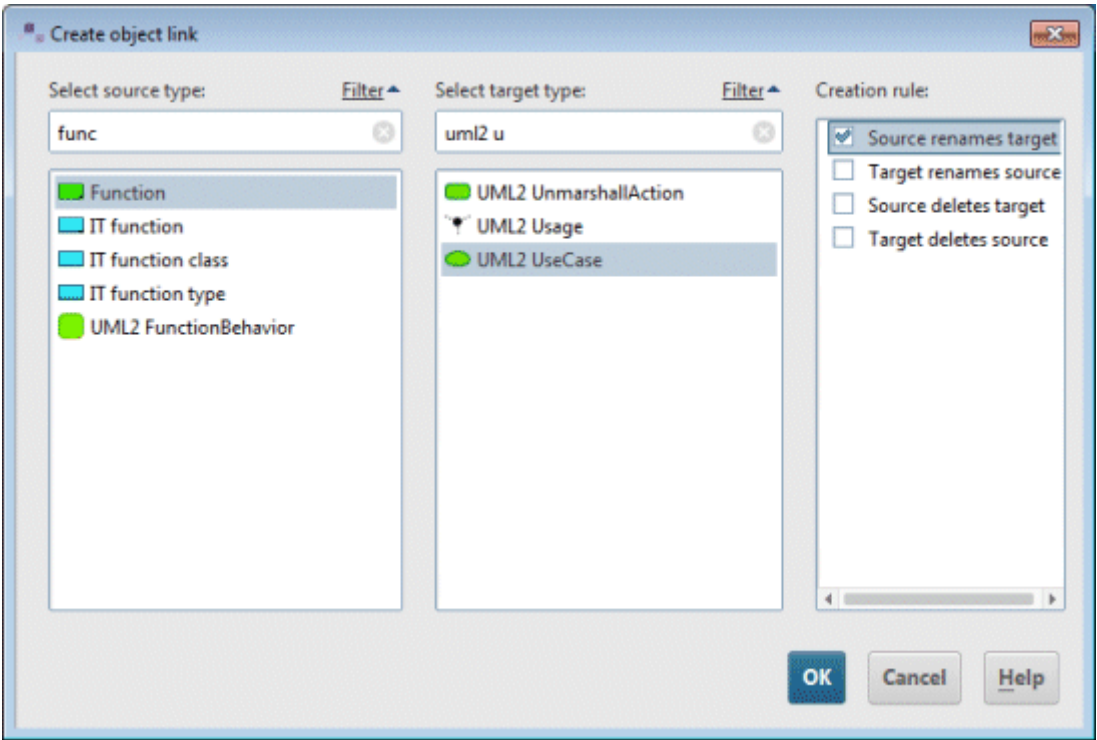 Create object link
Select source type:
Filter
func
Function
IT function
IT function class
IT function type
UML2 FunctionBehavior
Select target type:
Filter
uml2 u
UML2 UnmarshallAction
UML2 Usage
UML2 UseCase
Creation rule:
Source renames target
Target renames source
Source deletes target
Target deletes source
OK
Cancel
Help